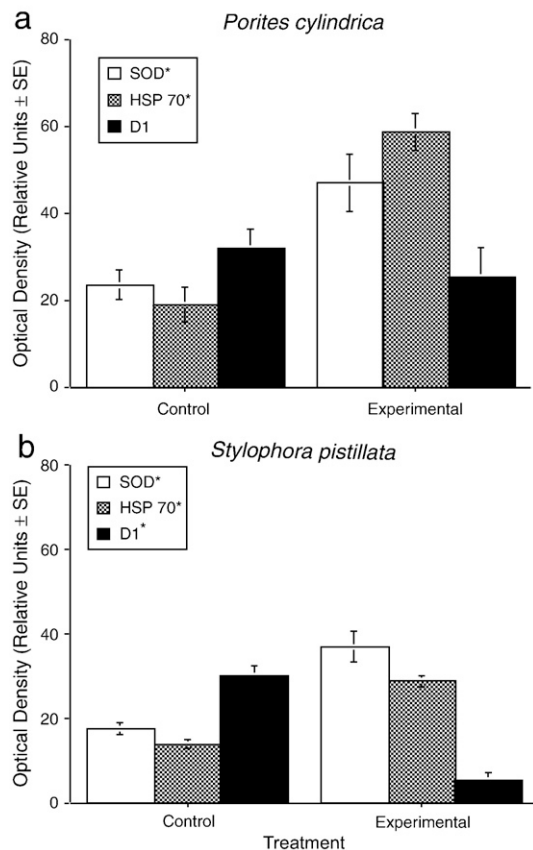 a
Porites cylindrica
80
60
40
20
0
Optical Density (Relative Units ± SE)
SOD*
HSP 70*
D1
Control
Experimental
b
Stylophora pistillata
80
60
40
20
0
Optical Density (Relative Units ± SE)
SOD*
HSP 70*
D1*
Control
Experimental
Treatment